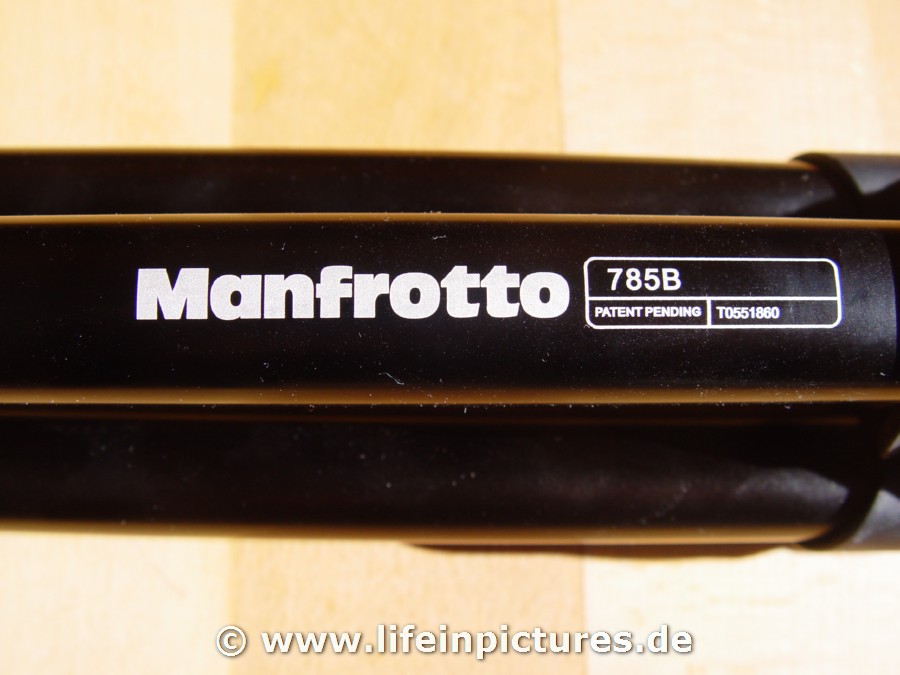 Manfrotto
785B
PATENT PENDING T0551860
© www.lifeinpictures.de